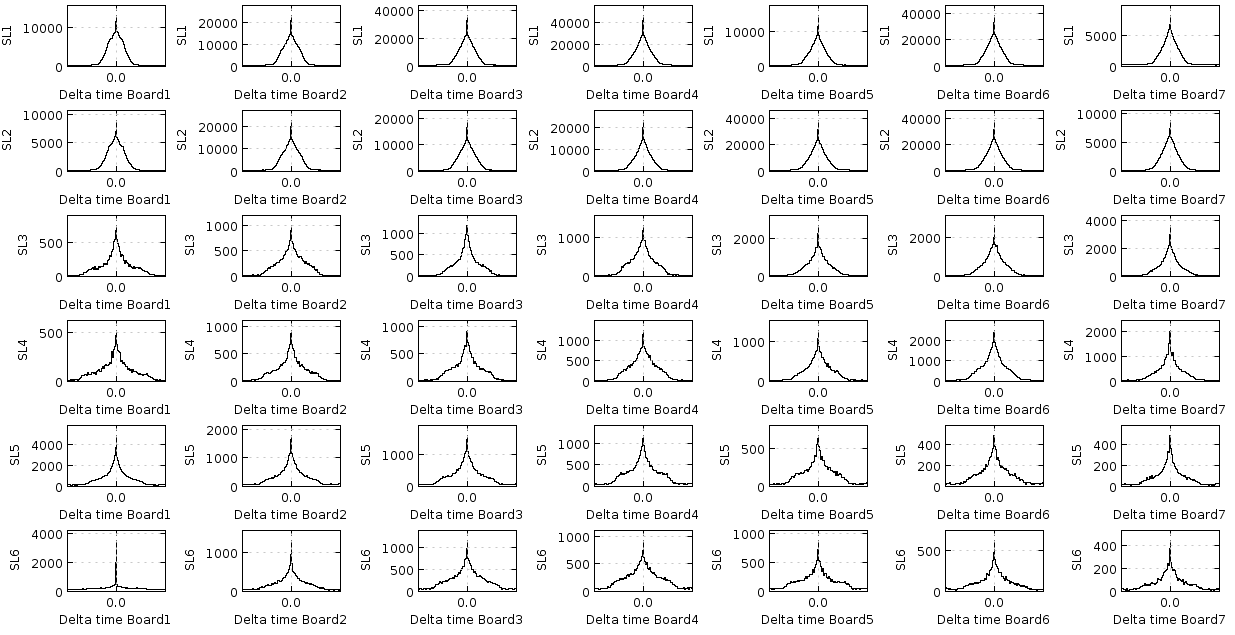 SL1 10000 0 0.0 Delta time Board1
SL1 20000 10000 0 0.0 Delta time Board2
SL1 40000 20000 0 0.0 Delta time Board3
SL1 40000 20000 0 0.0 Delta time Board4
SL1 10000 0 0.0 Delta time Board5
SL1 40000 20000 0 0.0 Delta time Board6
SL1 5000 0 0.0 Delta time Board7
SL2 10000 5000 0 0.0 Delta time Board1
SL2 20000 10000 0 0.0 Delta time Board2
SL2 20000 10000 0 0.0 Delta time Board3
SL2 20000 10000 0 0.0 Delta time Board4
SL2 40000 20000 0 0.0 Delta time Board5
SL2 40000 20000 0 0.0 Delta time Board6
SL2 10000 5000 0 0.0 Delta time Board7
SL3 500 0 0.0 Delta time Board1
SL3 1000 500 0 0.0 Delta time Board2
SL3 1000 500 0 0.0 Delta time Board3
SL3 1000 0 0.0 Delta time Board4
SL3 2000 0 0.0 Delta time Board5
SL3 2000 0 0.0 Delta time Board6
SL3 4000 2000 0 0.0 Delta time Board7
SL4 500 0 0.0 Delta time Board1
SL4 1000 500 0 0.0 Delta time Board2
SL4 1000 500 0 0.0 Delta time Board3
SL4 1000 500 0 0.0 Delta time Board4
SL4 1000 0 0.0 Delta time Board5
SL4 2000 1000 0 0.0 Delta time Board6
SL4 2000 1000 0 0.0 Delta time Board7
SL5 4000 2000 0 0.0 Delta time Board1
SL5 2000 1000 0 0.0 Delta time Board2
SL5 1000 0 0.0 Delta time Board3
SL5 1000 500 0 0.0 Delta time Board4
SL5 500 0 0.0 Delta time Board5
SL5 400 200 0 0.0 Delta time Board6
SL5 400 200 0 0.0 Delta time Board7
SL6 4000 2000 0 0.0 Delta time Board1
SL6 1000 0 0.0 Delta time Board2
SL6 1000 500 0 0.0 Delta time Board3
SL6 1000 500 0 0.0 Delta time Board4
SL6 1000 500 0 0.0 Delta time Board5
SL6 500 0 0.0 Delta time Board6
SL6 400 200 0 0.0 Delta time Board7